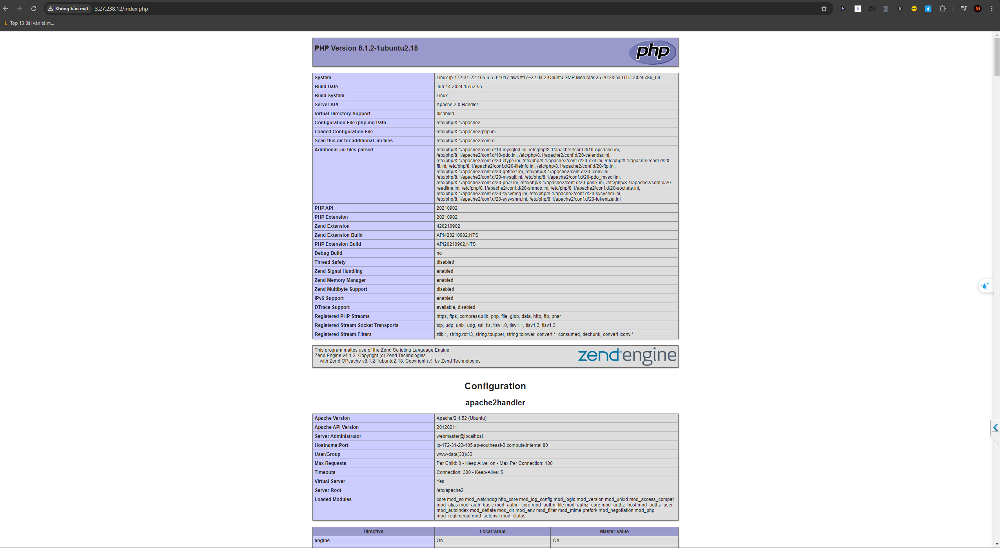 Không bảo mật 3.27.238.12/index.php
L Top 13 Bài văn tả m...
PHP Version 8.1.2-1ubuntu2.18
php
System Linux ip-172-31-22-105 6.5.0-1017-aws #17~22.04.2-Ubuntu SMP Mon Mar 25 20:28:54 UTC 2024 x86_64
Build Date Jun 14 2024 15:52:55
Build System Linux
Server API Apache 2.0 Handler
Virtual Directory Support disabled
Configuration File (php.ini) Path /etc/php/8.1/apache2
Loaded Configuration File /etc/php/8.1/apache2/php.ini
Scan this dir for additional .ini files /etc/php/8.1/apache2/conf.d
Additional .ini files parsed /etc/php/8.1/apache2/conf.d/10-mysqlnd.ini, /etc/php/8.1/apache2/conf.d/10-opcache.ini,
/etc/php/8.1/apache2/conf.d/10-pdo.ini, /etc/php/8.1/apache2/conf.d/20-calendar.ini,
/etc/php/8.1/apache2/conf.d/20-ctype.ini, /etc/php/8.1/apache2/conf.d/20-exif.ini, /etc/php/8.1/apache2/conf.d/20-
ffi.ini, /etc/php/8.1/apache2/conf.d/20-fileinfo.ini, /etc/php/8.1/apache2/conf.d/20-ftp.ini,
/etc/php/8.1/apache2/conf.d/20-gettext.ini, /etc/php/8.1/apache2/conf.d/20-iconv.ini,
/etc/php/8.1/apache2/conf.d/20-mysqli.ini, /etc/php/8.1/apache2/conf.d/20-pdo_mysql.ini,
/etc/php/8.1/apache2/conf.d/20-phar.ini, /etc/php/8.1/apache2/conf.d/20-posix.ini, /etc/php/8.1/apache2/conf.d/20-
readline.ini, /etc/php/8.1/apache2/conf.d/20-shmop.ini, /etc/php/8.1/apache2/conf.d/20-sockets.ini,
/etc/php/8.1/apache2/conf.d/20-sysvmsg.ini, /etc/php/8.1/apache2/conf.d/20-sysvsem.ini,
/etc/php/8.1/apache2/conf.d/20-sysvshm.ini, /etc/php/8.1/apache2/conf.d/20-tokenizer.ini
PHP API 20210902
PHP Extension 20210902
Zend Extension 420210902
Zend Extension Build API420210902,NTS
PHP Extension Build API20210902,NTS
Debug Build no
Thread Safety disabled
Zend Signal Handling enabled
Zend Memory Manager enabled
Zend Multibyte Support disabled
IPv6 Support enabled
DTrace Support available, disabled
Registered PHP Streams https, ftps, compress.zlib, php, file, glob, data, http, ftp, phar
Registered Stream Socket Transports tcp, udp, unix, udg, ssl, tls, tlsv1.0, tlsv1.1, tlsv1.2, tlsv1.3
Registered Stream Filters zlib.*, string.rot13, string.toupper, string.tolower, convert.*, consumed, dechunk, convert.iconv.*
This program makes use of the Zend Scripting Language Engine:
Zend Engine v4.1.2, Copyright (c) Zend Technologies
with Zend OPcache v8.1.2-1ubuntu2.18, Copyright (c), by Zend Technologies
zend® engine
Configuration
apache2handler
Apache Version Apache/2.4.52 (Ubuntu)
Apache API Version 20120211
Server Administrator webmaster@localhost
Hostname:Port ip-172-31-22-105.ap-southeast-2.compute.internal:80
User/Group www-data(33)/33
Max Requests Per Child: 0 - Keep Alive: on - Max Per Connection: 100
Timeouts Connection: 300 - Keep-Alive: 5
Virtual Server Yes
Server Root /etc/apache2
Loaded Modules core mod_so mod_watchdog http_core mod_log_config mod_logio mod_version mod_unixd mod_access_compat
mod_alias mod_auth_basic mod_authn_core mod_authn_file mod_authz_core mod_authz_host mod_authz_user
mod_autoindex mod_deflate mod_dir mod_env mod_filter mod_mime prefork mod_negotiation mod_php
mod_reqtimeout mod_setenvif mod_status
Directive Local Value Master Value
engine On On